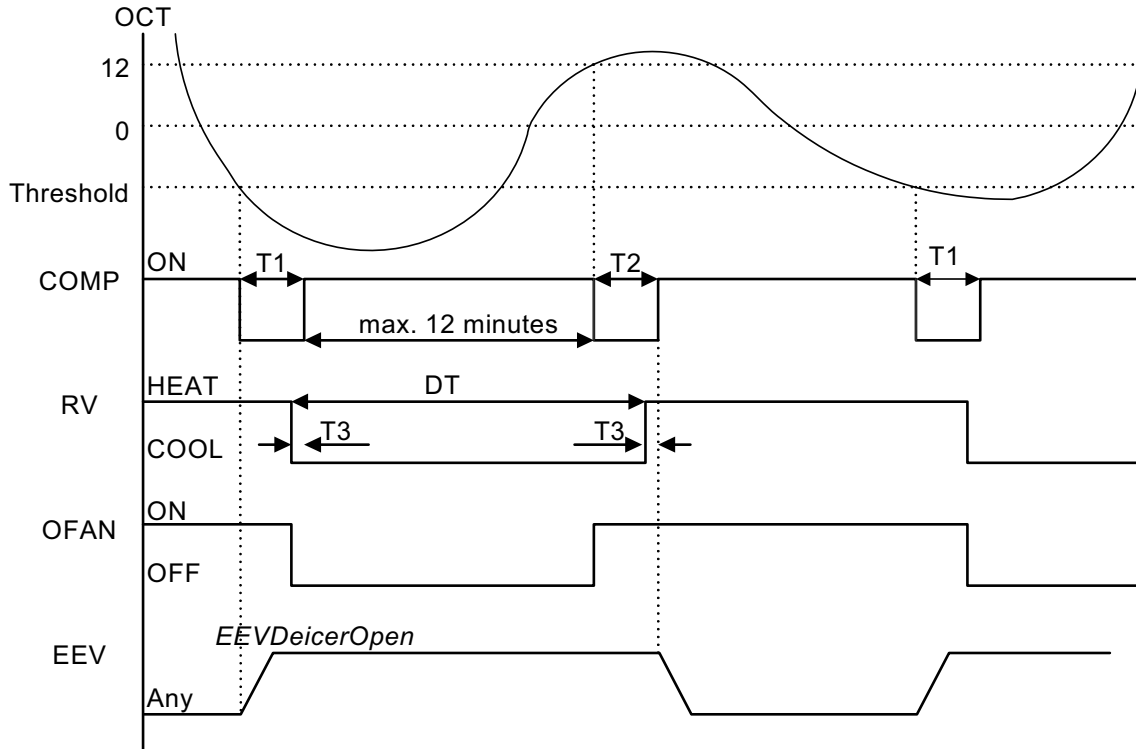 OCT
12
0
Threshold
COMP
ON
T1
T2
T1
max. 12 minutes
RV
HEAT
DT
COOL
T3
T3
OFAN
ON
OFF
EEV
EEVDeicerOpen
Any